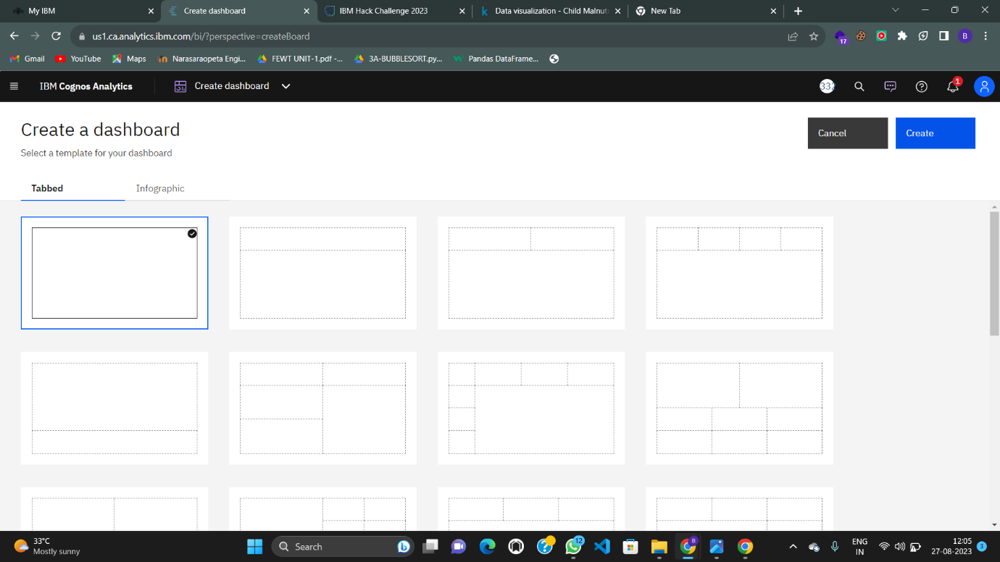 My IBM
Create dashboard
IBM Hack Challenge 2023
Data visualization - Child Malnut
New Tab
us1.ca.analytics.ibm.com/bi/?perspective=createBoard
17
B
Gmail
YouTube
Maps
Narasaraopeta Engi...
FEWT UNIT-1.pdf -...
3A-BUBBLESORT.py,...
Pandas DataFrame...
IBM Cognos Analytics
Create dashboard
332
1
Create a dashboard
Cancel
Create
Select a template for your dashboard
Tabbed
Infographic
33°C
Mostly sunny
Search
12
B
ENG
IN
12:05
27-08-2023
3